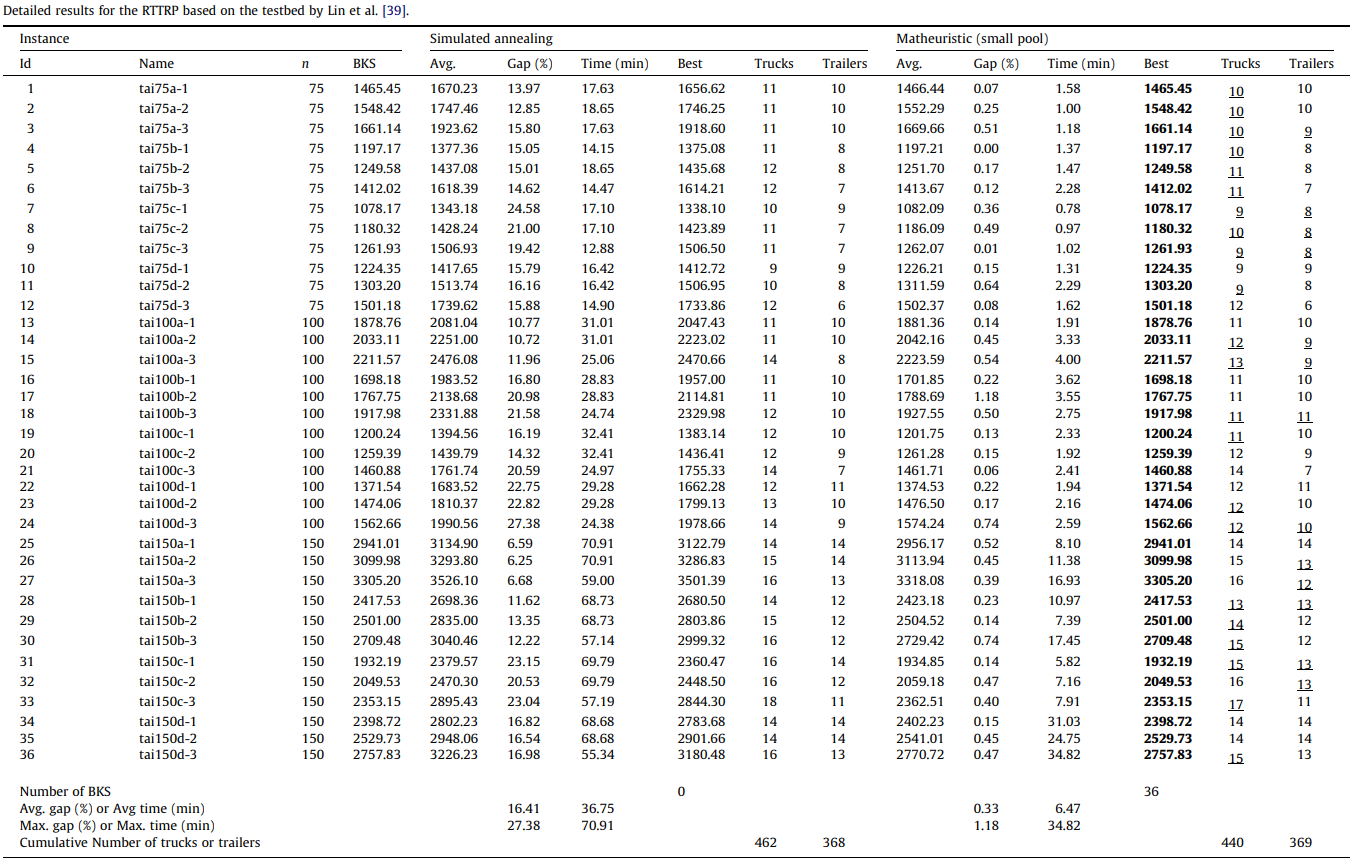 Detailed results for the RTTRP based on the testbed by Lin et al. [39].
Instance Simulated annealing Matheuristic (small pool)
Id Name n BKS Avg. Gap (%) Time (min) Best Trucks Trailers Avg. Gap (%) Time (min) Best Trucks Trailers
1 tai75a-1 75 1465.45 1670.23 13.97 17.63 1656.62 11 10 1466.44 0.07 1.58 1465.45 10 10
2 tai75a-2 75 1548.42 1747.46 12.85 18.65 1746.25 11 10 1552.29 0.25 1.00 1548.42 10 10
3 tai75a-3 75 1661.14 1923.62 15.80 17.63 1918.60 11 10 1669.66 0.51 1.18 1661.14 10 9
4 tai75b-1 75 1197.17 1377.36 15.05 14.15 1375.08 11 8 1197.21 0.00 1.37 1197.17 10 8
5 tai75b-2 75 1249.58 1437.08 15.01 18.65 1435.68 12 8 1251.70 0.17 1.47 1249.58 11 8
6 tai75b-3 75 1412.02 1618.39 14.62 14.47 1614.21 12 7 1413.67 0.12 2.28 1412.02 11 7
7 tai75c-1 75 1078.17 1343.18 24.58 17.10 1338.10 10 9 1082.09 0.36 0.78 1078.17 9 8
8 tai75c-2 75 1180.32 1428.24 21.00 17.10 1423.89 11 7 1186.09 0.49 0.97 1180.32 10 8
9 tai75c-3 75 1261.93 1506.93 19.42 12.88 1506.50 11 7 1262.07 0.01 1.02 1261.93 9 8
10 tai75d-1 75 1224.35 1417.65 15.79 16.42 1412.72 9 9 1226.21 0.15 1.31 1224.35 9 9
11 tai75d-2 75 1303.20 1513.74 16.16 16.42 1506.95 10 8 1311.59 0.64 2.29 1303.20 9 8
12 tai75d-3 75 1501.18 1739.62 15.88 14.90 1733.86 12 6 1502.37 0.08 1.62 1501.18 12 6
13 tai100a-1 100 1878.76 2081.04 10.77 31.01 2047.43 11 10 1881.36 0.14 1.91 1878.76 11 10
14 tai100a-2 100 2033.11 2251.00 10.72 31.01 2223.02 11 10 2042.16 0.45 3.33 2033.11 12 9
15 tai100a-3 100 2211.57 2476.08 11.96 25.06 2470.66 14 8 2223.59 0.54 4.00 2211.57 13 9
16 tai100b-1 100 1698.18 1983.52 16.80 28.83 1957.00 11 10 1701.85 0.22 3.62 1698.18 11 10
17 tai100b-2 100 1767.75 2138.68 20.98 28.83 2114.81 11 10 1788.69 1.18 3.55 1767.75 11 10
18 tai100b-3 100 1917.98 2331.88 21.58 24.74 2329.98 12 10 1927.55 0.50 2.75 1917.98 11 11
19 tai100c-1 100 1200.24 1394.56 16.19 32.41 1383.14 12 10 1201.75 0.13 2.33 1200.24 11 10
20 tai100c-2 100 1259.39 1439.79 14.32 32.41 1436.41 12 9 1261.28 0.15 1.92 1259.39 12 9
21 tai100c-3 100 1460.88 1761.74 20.59 24.97 1755.33 14 7 1461.71 0.06 2.41 1460.88 14 7
22 tai100d-1 100 1371.54 1683.52 22.75 29.28 1662.28 12 11 1374.53 0.22 1.94 1371.54 12 11
23 tai100d-2 100 1474.06 1810.37 22.82 29.28 1799.13 13 10 1476.50 0.17 2.16 1474.06 12 10
24 tai100d-3 100 1562.66 1990.56 27.38 24.38 1978.66 14 9 1574.24 0.74 2.59 1562.66 12 10
25 tai150a-1 150 2941.01 3134.90 6.59 70.91 3122.79 14 14 2956.17 0.52 8.10 2941.01 14 14
26 tai150a-2 150 3099.98 3293.80 6.25 70.91 3286.83 15 14 3113.94 0.45 11.38 3099.98 15 13
27 tai150a-3 150 3305.20 3526.10 6.68 59.00 3501.39 16 13 3318.08 0.39 16.93 3305.20 16 12
28 tai150b-1 150 2417.53 2698.36 11.62 68.73 2680.50 14 12 2423.18 0.23 10.97 2417.53 13 13
29 tai150b-2 150 2501.00 2835.00 13.35 68.73 2803.86 15 12 2504.52 0.14 7.39 2501.00 14 12
30 tai150b-3 150 2709.48 3040.46 12.22 57.14 2999.32 16 12 2729.42 0.74 17.45 2709.48 15 12
31 tai150c-1 150 1932.19 2379.57 23.15 69.79 2360.47 16 14 1934.85 0.14 5.82 1932.19 15 13
32 tai150c-2 150 2049.53 2470.30 20.53 69.79 2448.50 16 12 2059.18 0.47 7.16 2049.53 16 13
33 tai150c-3 150 2353.15 2895.43 23.04 57.19 2844.30 18 11 2362.51 0.40 7.91 2353.15 17 11
34 tai150d-1 150 2398.72 2802.23 16.82 68.68 2783.68 14 14 2402.23 0.15 31.03 2398.72 14 14
35 tai150d-2 150 2529.73 2948.06 16.54 68.68 2901.66 14 14 2541.01 0.45 24.75 2529.73 14 14
36 tai150d-3 150 2757.83 3226.23 16.98 55.34 3180.48 16 13 2770.72 0.47 34.82 2757.83 15 13
Number of BKS 0 36
Avg. gap (%) or Avg time (min) 16.41 36.75 0.33 6.47
Max. gap (%) or Max. time (min) 27.38 70.91 1.18 34.82
Cumulative Number of trucks or trailers 462 368 440 369